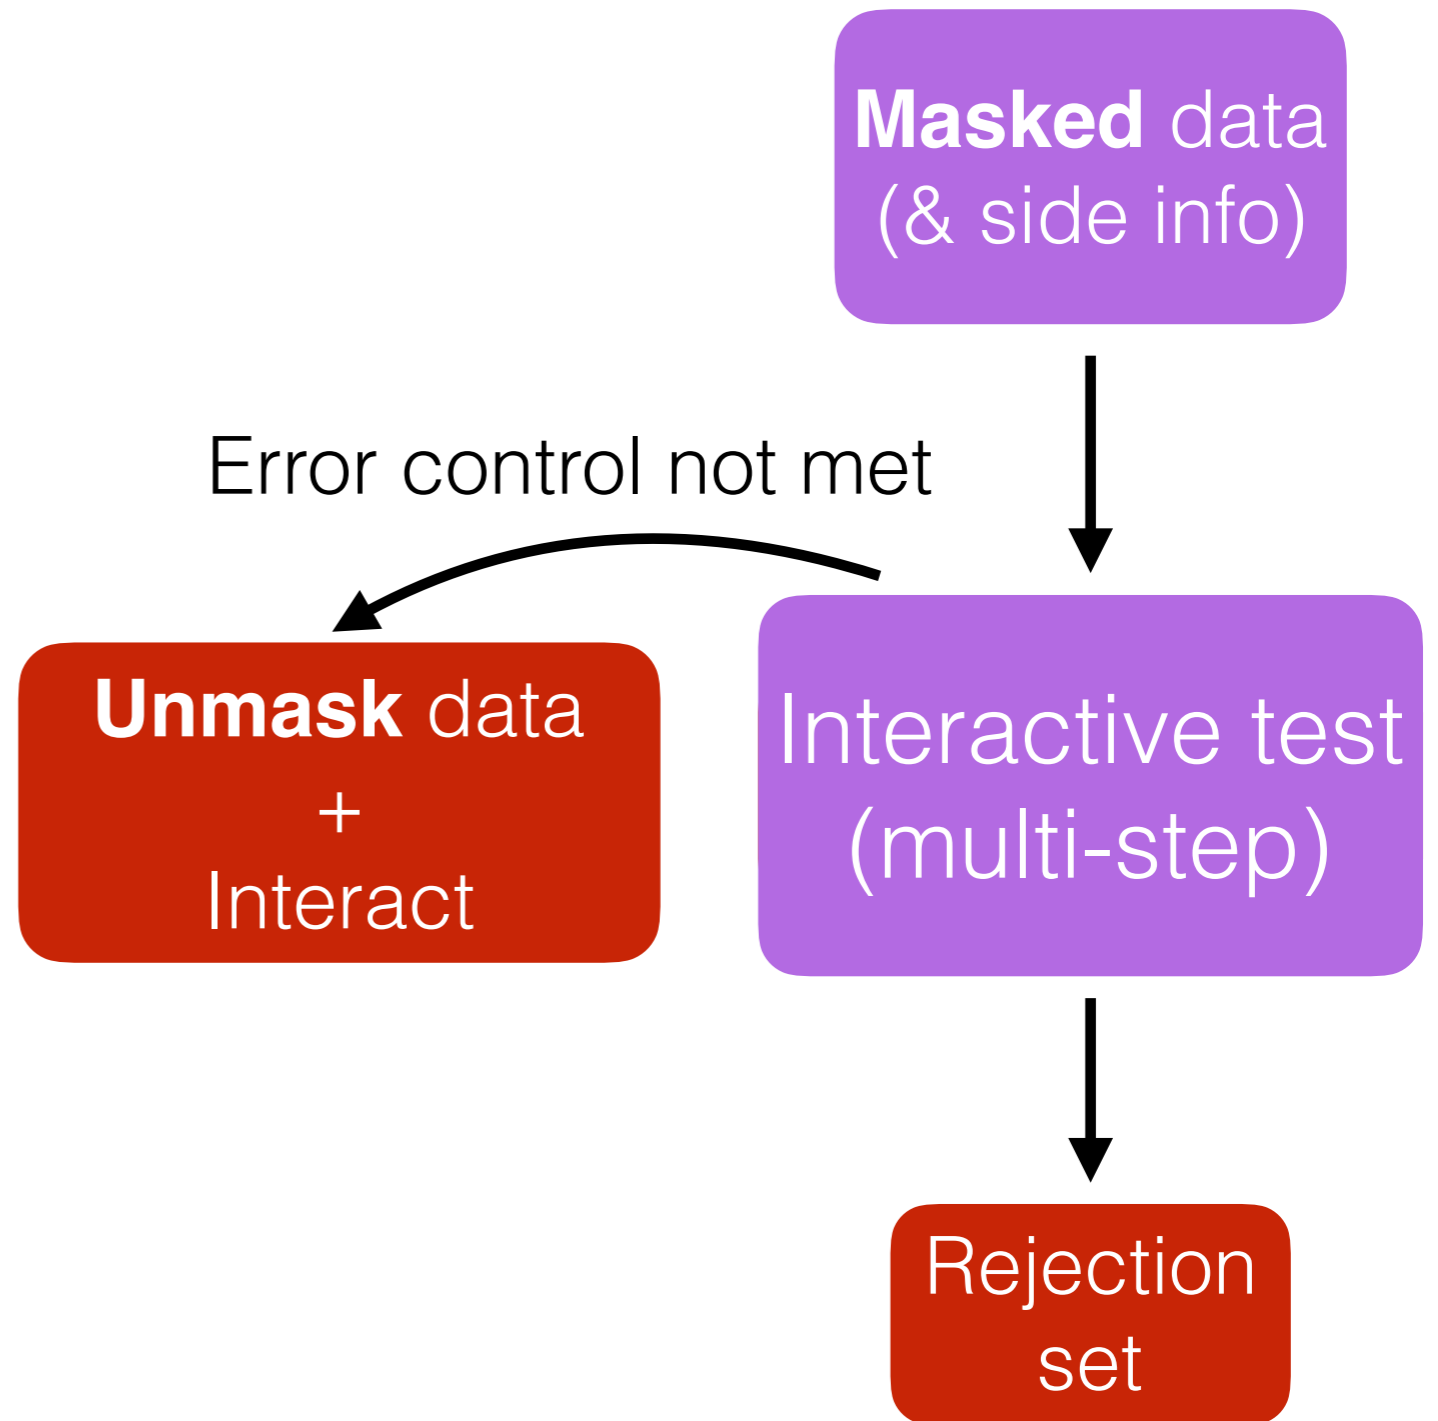 Masked data
(& side info)
Error control not met
Unmask data
+
Interact
Interactive test
(multi-step)
Rejection
set